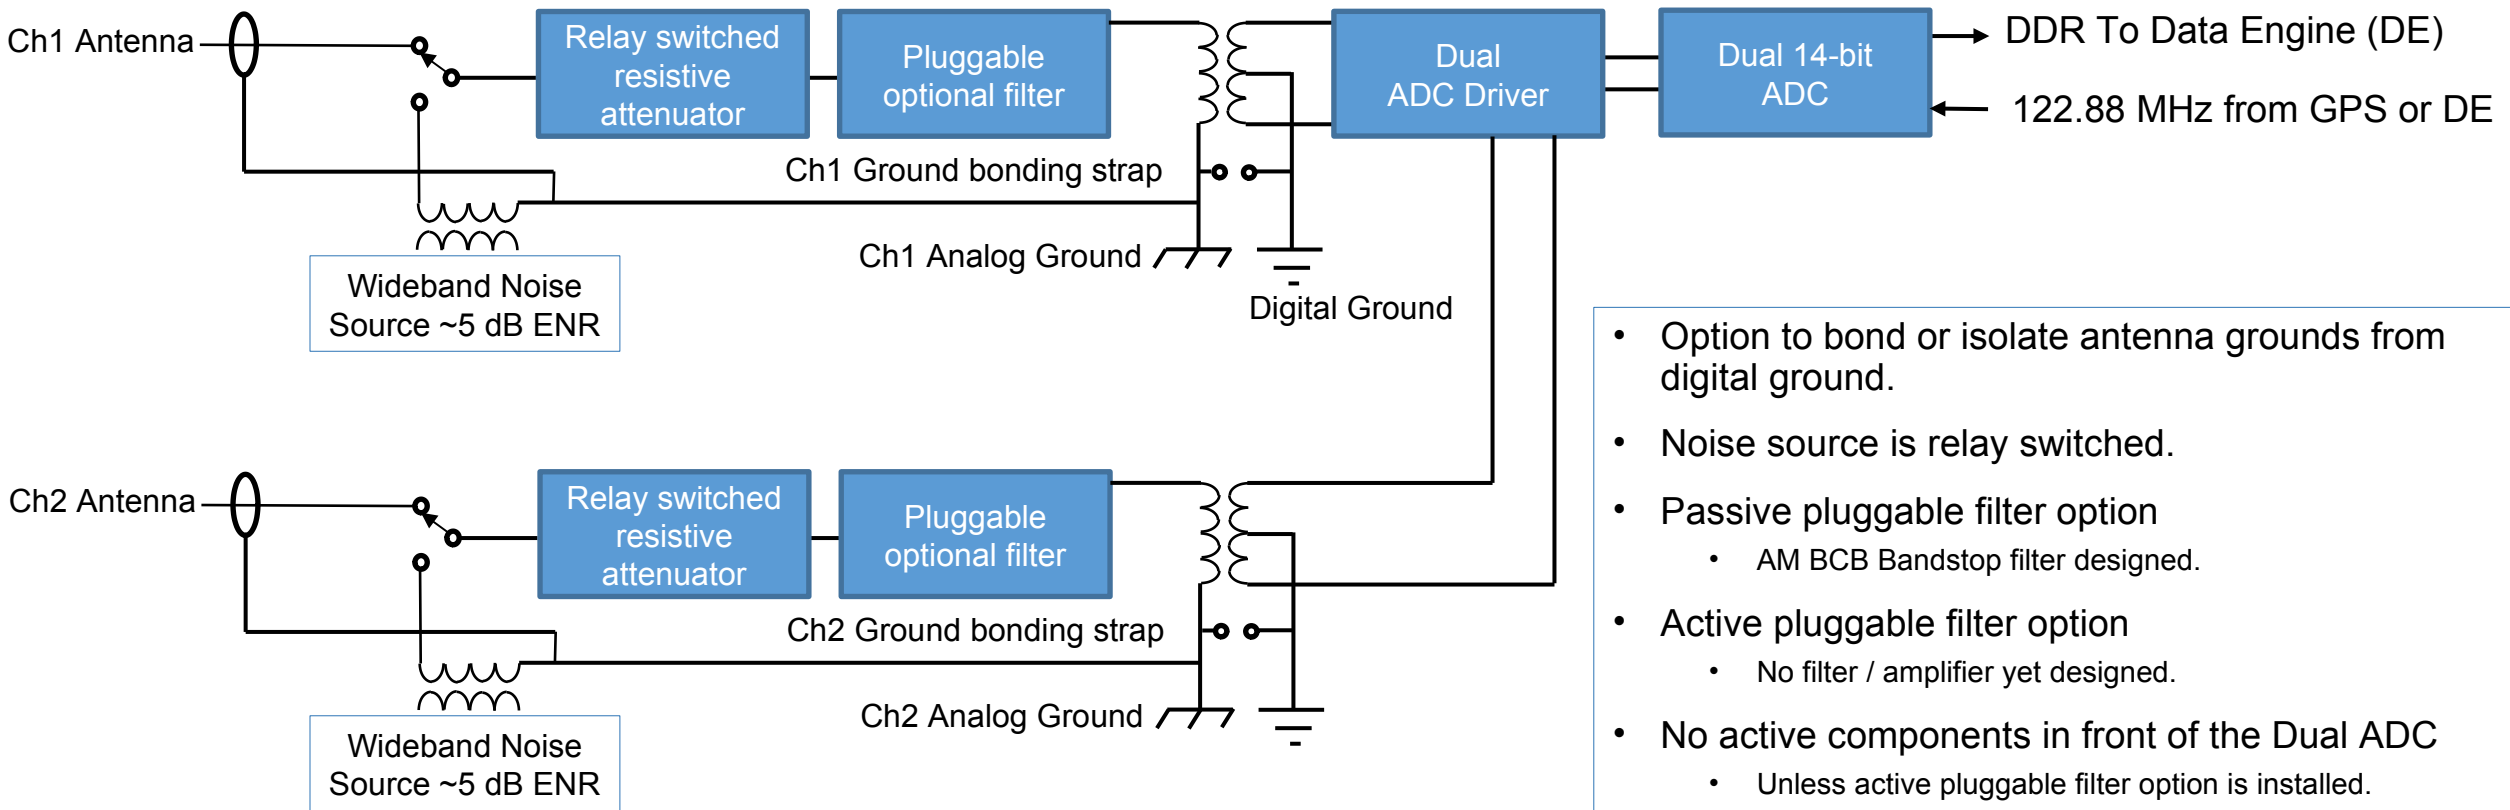 Ch1 Antenna
Relay switched
resistive
attenuator
Pluggable
optional filter
Dual
ADC Driver
Dual 14-bit
ADC
DDR To Data Engine (DE)
122.88 MHz from GPS or DE
Ch1 Ground bonding strap
Ch1 Analog Ground
Digital Ground
Wideband Noise
Source ~5 dB ENR
Ch2 Antenna
Relay switched
resistive
attenuator
Pluggable
optional filter
Ch2 Ground bonding strap
Ch2 Analog Ground
Wideband Noise
Source ~5 dB ENR
• Option to bond or isolate antenna grounds from
digital ground.
• Noise source is relay switched.
• Passive pluggable filter option
• AM BCB Bandstop filter designed.
• Active pluggable filter option
• No filter / amplifier yet designed.
• No active components in front of the Dual ADC
• Unless active pluggable filter option is installed.